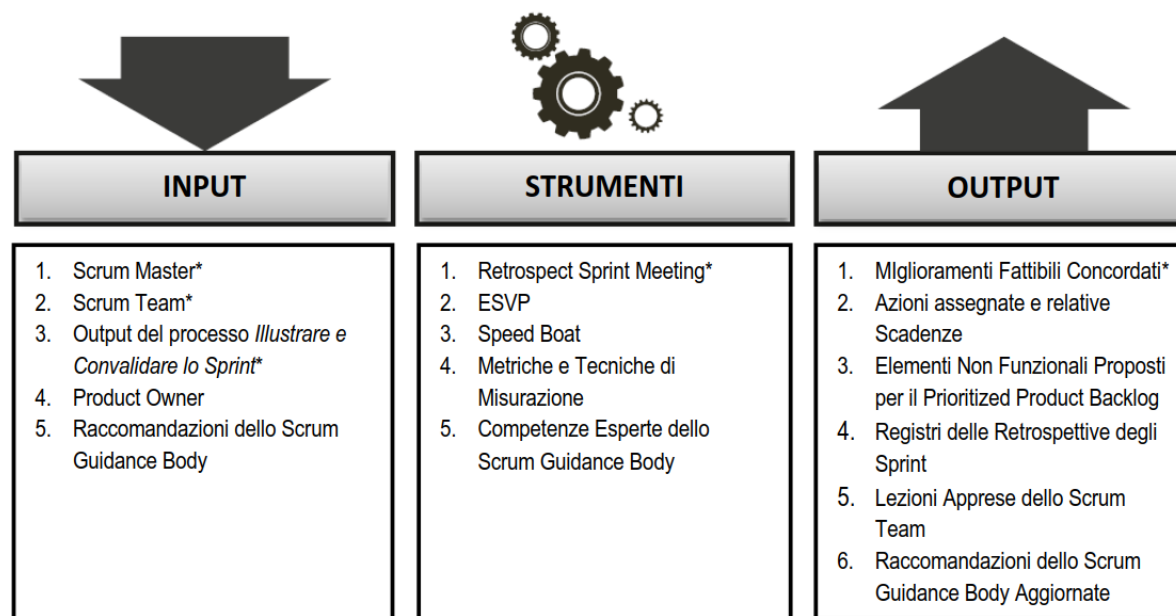 INPUT
1. Scrum Master*
2. Scrum Team*
3. Output del processo Illustrare e
Convalidare lo Sprint*
4. Product Owner
5. Raccomandazioni dello Scrum
Guidance Body
STRUMENTI
1. Retrospect Sprint Meeting*
2. ESVP
3. Speed Boat
4. Metriche e Tecniche di
Misurazione
5. Competenze Esperte dello
Scrum Guidance Body
OUTPUT
1. MIglioramenti Fattibili Concordati*
2. Azioni assegnate e relative
Scadenze
3. Elementi Non Funzionali Proposti
per il Prioritized Product Backlog
4. Registri delle Retrospettive degli
Sprint
5. Lezioni Apprese dello Scrum
Team
6. Raccomandazioni dello Scrum
Guidance Body Aggiornate